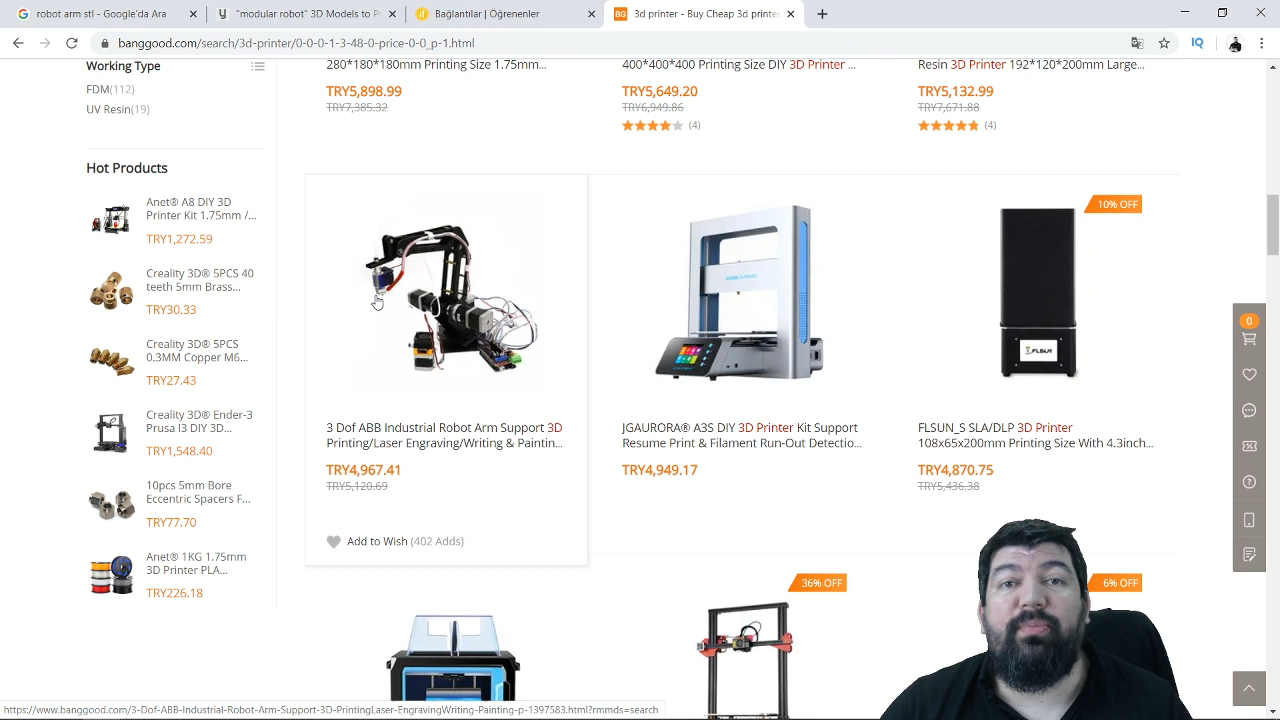 robot arm stl - Google'da Ara
"modular robot" 3D Models to P
Bağlantılar | Öğrenenler
3d printer - Buy Cheap 3d printe
banggood.com/search/3d-printer/0-0-0-1-3-48-0-price-0-0_p-1.html
Working Type
FDM(112)
UV Resin(19)
Hot Products
Anet® A8 DIY 3D
Printer Kit 1.75mm /...
TRY1,272.59
Creality 3D® 5PCS 40
teeth 5mm Brass...
TRY30.33
Creality 3D® 5PCS
0.3MM Copper M6...
TRY27.43
Creality 3D® Ender-3
Prusa I3 DIY 3D...
TRY1,548.40
10pcs 5mm Bore
Eccentric Spacers F...
TRY77.70
Anet® 1KG 1.75mm
3D Printer PLA...
TRY226.18
280*180*180mm Printing Size 1.75mm...
TRY5,898.99
TRY7,385.32
400*400*400 Printing Size DIY 3D Printer ...
TRY5,649.20
TRY6,949.86
(4)
Resin 3D Printer 192*120*200mm Large...
TRY5,132.99
TRY7,671.88
(4)
3 Dof ABB Industrial Robot Arm Support 3D
Printing/Laser Engraving/Writing & Paintin...
TRY4,967.41
TRY5,120.69
Add to Wish (402 Adds)
JGAURORA® A3S DIY 3D Printer Kit Support
Resume Print & Filament Run-Out Detectio...
TRY4,949.17
10% OFF
FLSUN
FLSUN_S SLA/DLP 3D Printer
108x65x200mm Printing Size With 4.3inch...
TRY4,870.75
TRY5,436.38
36% OFF
6% OFF
0
https://www.banggood.com/3-Dof-ABB-Industrial-Robot-Arm-Support-3D-PrintingLaser-EngravingWriting-Painting-p-1397583.html?rmmds=search